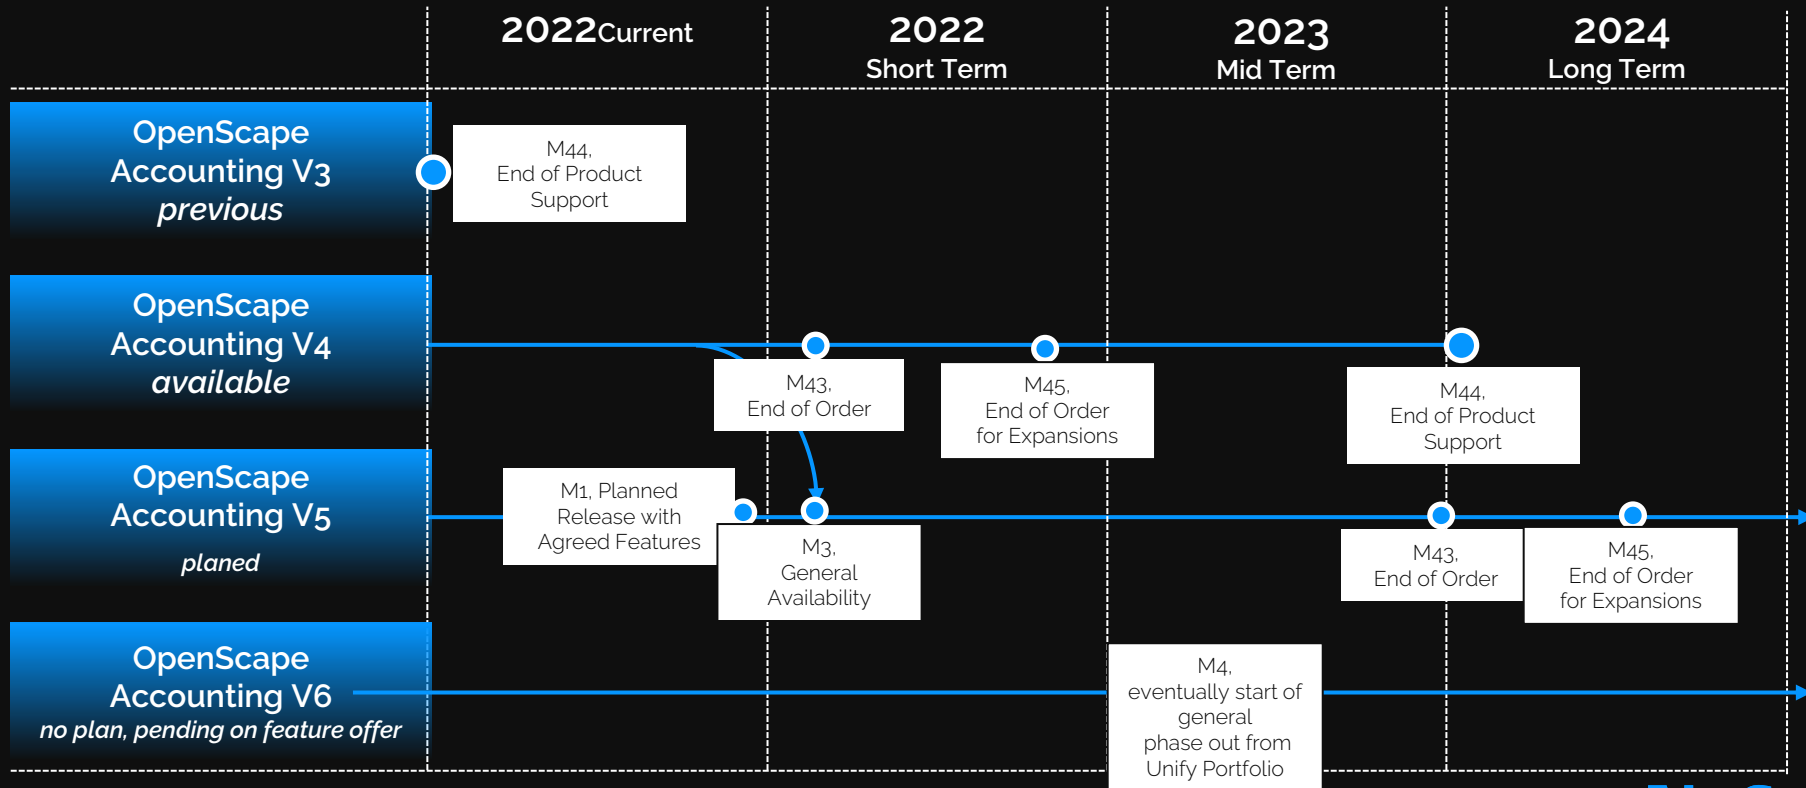 2022Current
2022
Short Term
2023
Mid Term
2024
Long Term
OpenScape
Accounting V3
previous
M44,
End of Product
Support
OpenScape
Accounting V4
available
M43,
End of Order
M45,
End of Order
for Expansions
M44,
End of Product
Support
OpenScape
Accounting V5
planed
M1, Planned
Release with
Agreed Features
M3,
General
Availability
M43,
End of Order
M45,
End of Order
for Expansions
OpenScape
Accounting V6
no plan, pending on feature offer
M4,
eventually start of
general
phase out from
Unify Portfolio